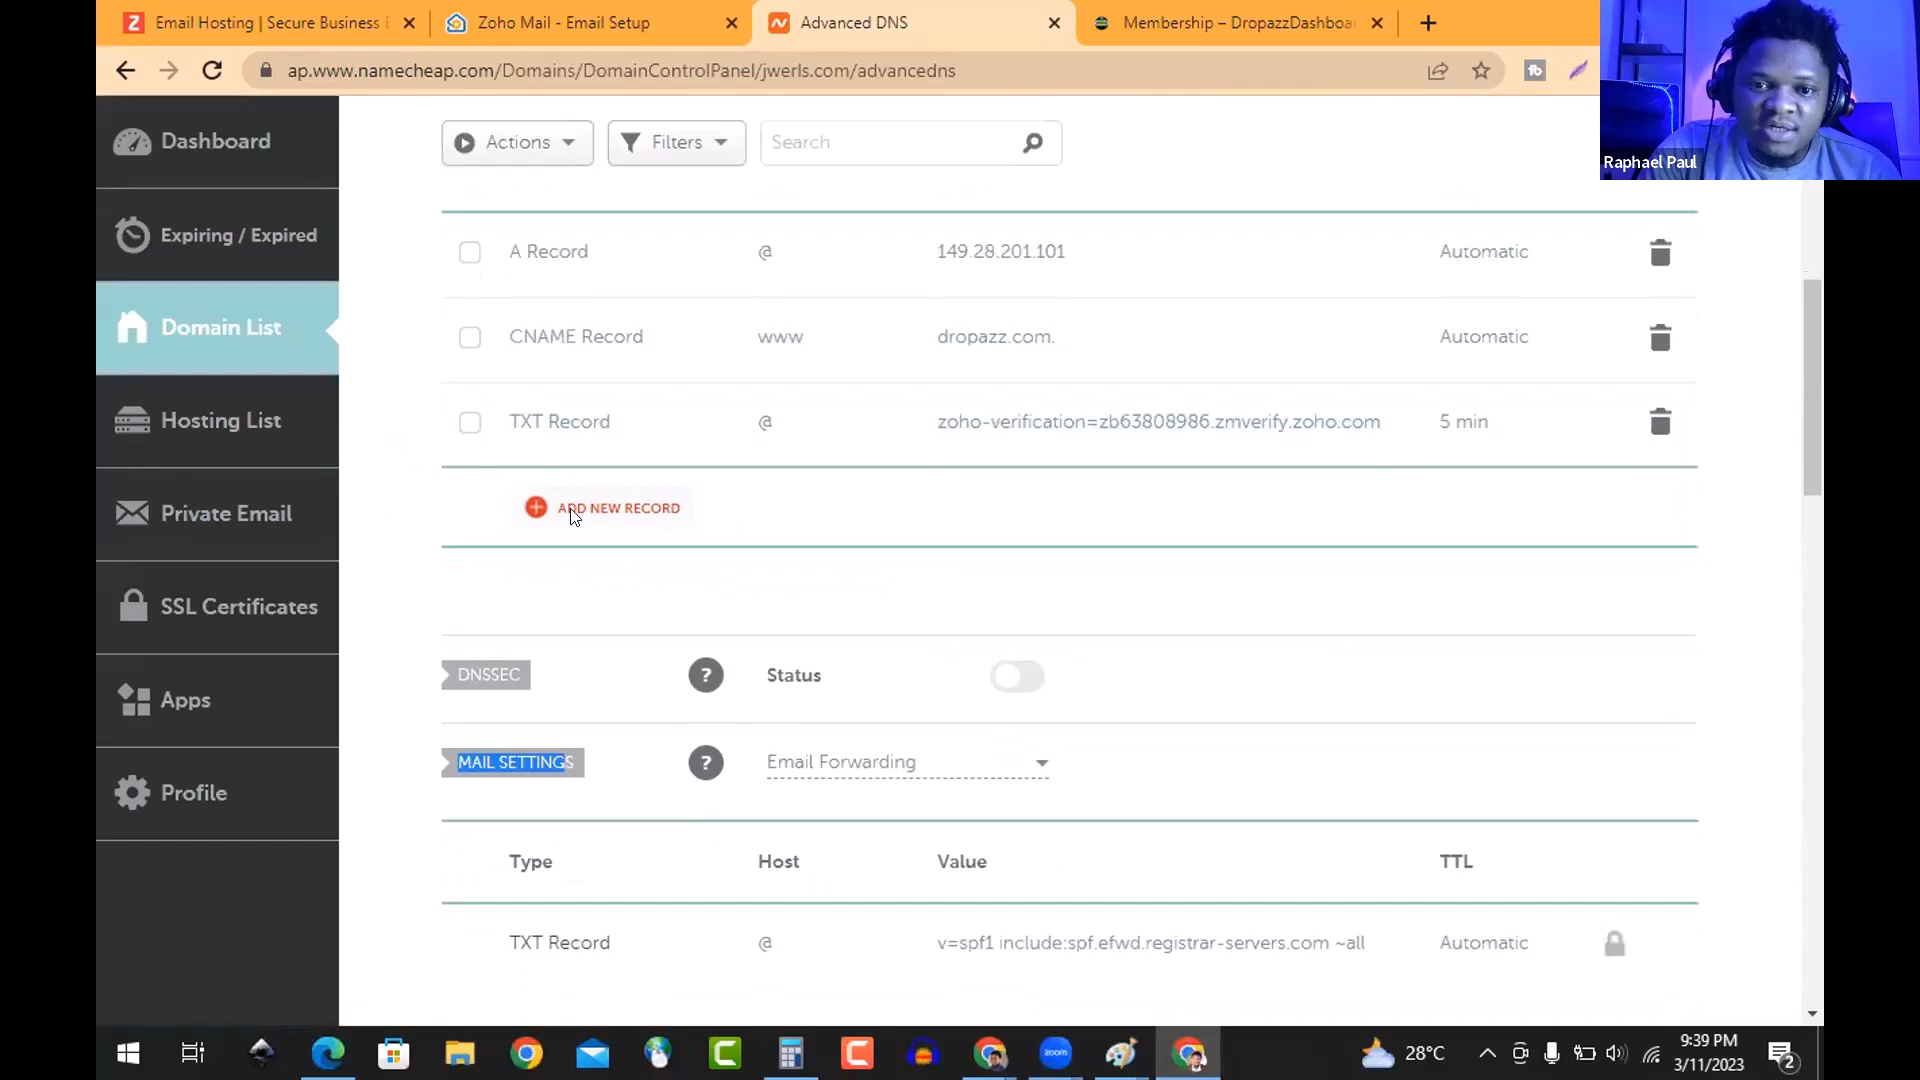 Email Hosting | Secure Business
Zoho Mail - Email Setup
Advanced DNS
Membership – DropazzDashboa
ap.www.namecheap.com/Domains/DomainControlPanel/jwerls.com/advancedns
Raphael Paul
Dashboard
Expiring / Expired
Domain List
Hosting List
Private Email
SSL Certificates
Apps
Profile
Actions
Filters
Search
A Record @ 149.28.201.101 Automatic
CNAME Record www dropazz.com. Automatic
TXT Record @ zoho-verification=zb63808986.zmverify.zoho.com 5 min
ADD NEW RECORD
DNSSEC ? Status
MAIL SETTINGS ? Email Forwarding
Type Host Value TTL
TXT Record @ v=spf1 include:spf.efwd.registrar-servers.com ~all Automatic
zoom
28°C
9:39 PM
3/11/2023
2